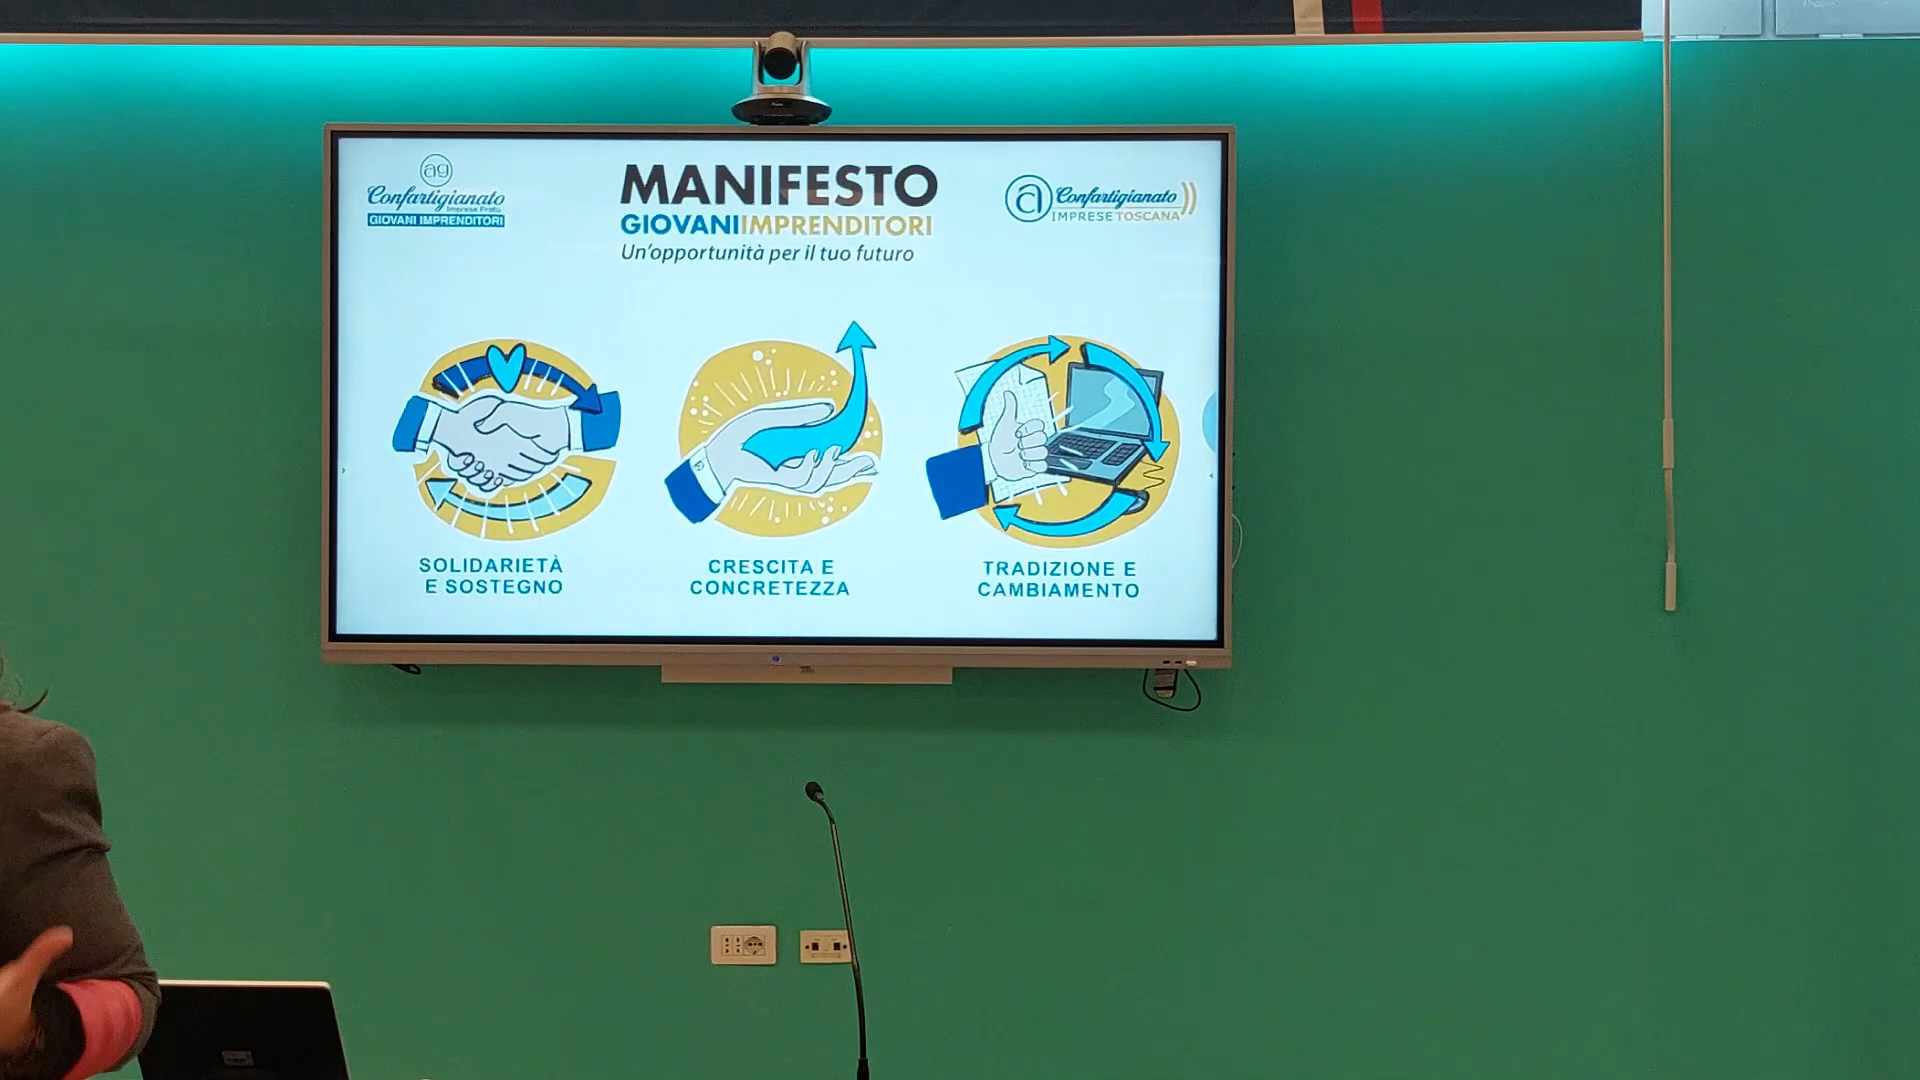 ag
Confartigianato
Imprese Prato
GIOVANI IMPRENDITORI
MANIFESTO
GIOVANIIMPRENDITORI
Un'opportunità per il tuo futuro
a Confartigianato
IMPRESE TOSCANA
SOLIDARIETÀ
E SOSTEGNO
CRESCITA E
CONCRETEZZA
TRADIZIONE E
CAMBIAMENTO